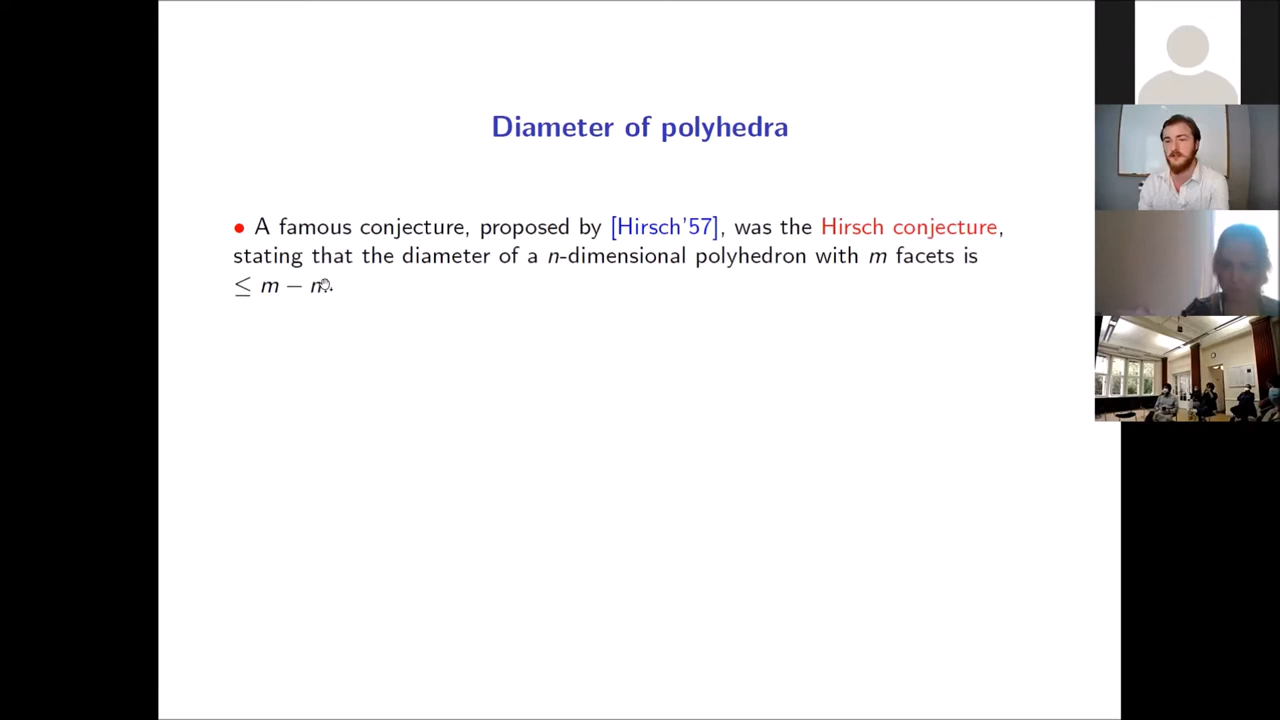 Diameter of polyhedra
• A famous conjecture, proposed by [Hirsch'57], was the Hirsch conjecture,
stating that the diameter of a n-dimensional polyhedron with m facets is
≤ m − n.